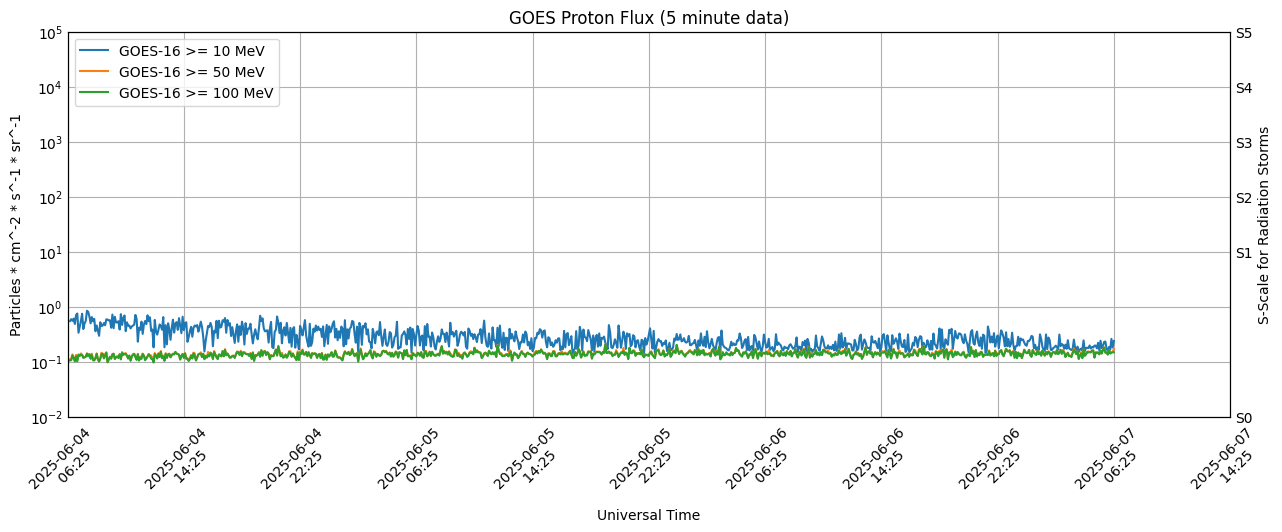 GOES Proton Flux (5 minute data)
GOES-16 >= 10 MeV
GOES-16 >= 50 MeV
GOES-16 >= 100 MeV
Particles * cm^-2 * s^-1 * sr^-1
10^5
10^4
10^3
10^2
10^1
10^0
10^-1
10^-2
S5
S4
S3
S2
S1
S0
S-Scale for Radiation Storms
2025-06-04
06:25
2025-06-04
14:25
2025-06-04
22:25
2025-06-05
06:25
2025-06-05
14:25
2025-06-05
22:25
2025-06-06
06:25
2025-06-06
14:25
2025-06-06
22:25
2025-06-07
06:25
2025-06-07
14:25
Universal Time